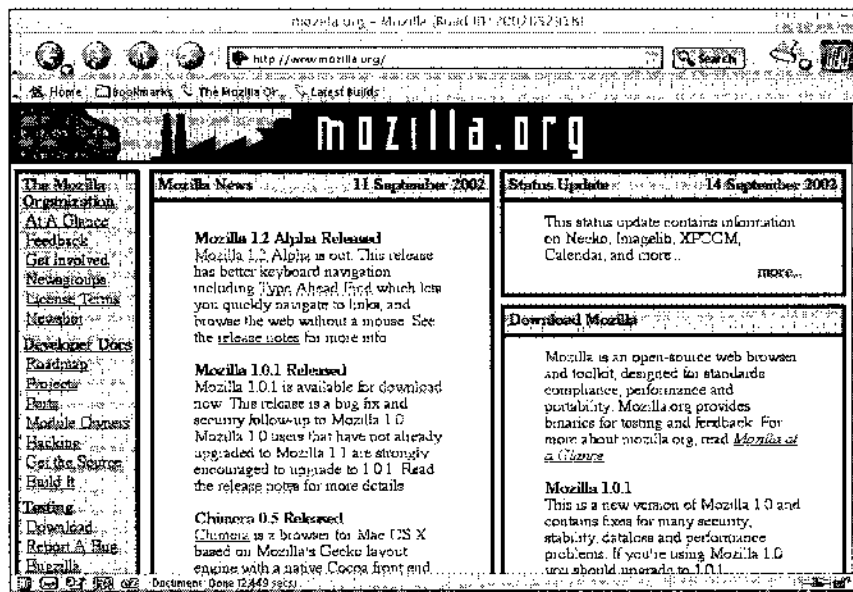 mozilla.org - Mozilla {Build ID: 2002052918}
http://www.mozilla.org/
Search
Home
Bookmarks
The Mozilla Or...
Latest Builds
mozilla.org
The Mozilla
Organization
At A Glance
Feedback
Get Involved
Newsgroups
License Terms
Newsbot
Developer Docs
Roadmap
Projects
Ports
Module Owners
Hacking
Get the Source
Build It
Testing
Download
Report A Bug
Bugzilla
Mozilla News 11 September 2002
Mozilla 1.2 Alpha Released
Mozilla 1.2 Alpha is out. This release
has better keyboard navigation
including Type Ahead Find which lets
you quickly navigate to links, and
browse the web without a mouse. See
the release notes for more info
Mozilla 1.0.1 Released
Mozilla 1.0.1 is available for download
now. This release is a bug fix and
security follow-up to Mozilla 1.0
Mozilla 1.0 users that have not already
upgraded to Mozilla 1.1 are strongly
encouraged to upgrade to 1.0.1. Read
the release notes for more details
Chimera 0.5 Released
Chimera is a browser for Mac OS X
based on Mozilla's Gecko layout
engine with a native Cocoa front end
Status Update 14 September 2002
This status update contains information
on Necko, Imagelib, XPCOM,
Calendar, and more...
more...
Download Mozilla
Mozilla is an open-source web browser
and toolkit, designed for standards
compliance, performance and
portability. Mozilla.org provides
binaries for testing and feedback. For
more about mozilla.org, read Mozilla at
a Glance
Mozilla 1.0.1
This is a new version of Mozilla 1.0 and
contains fixes for many security,
stability, dataloss and performance
problems. If you're using Mozilla 1.0
you should upgrade to 1.0.1
Document: Done (2.449 secs)